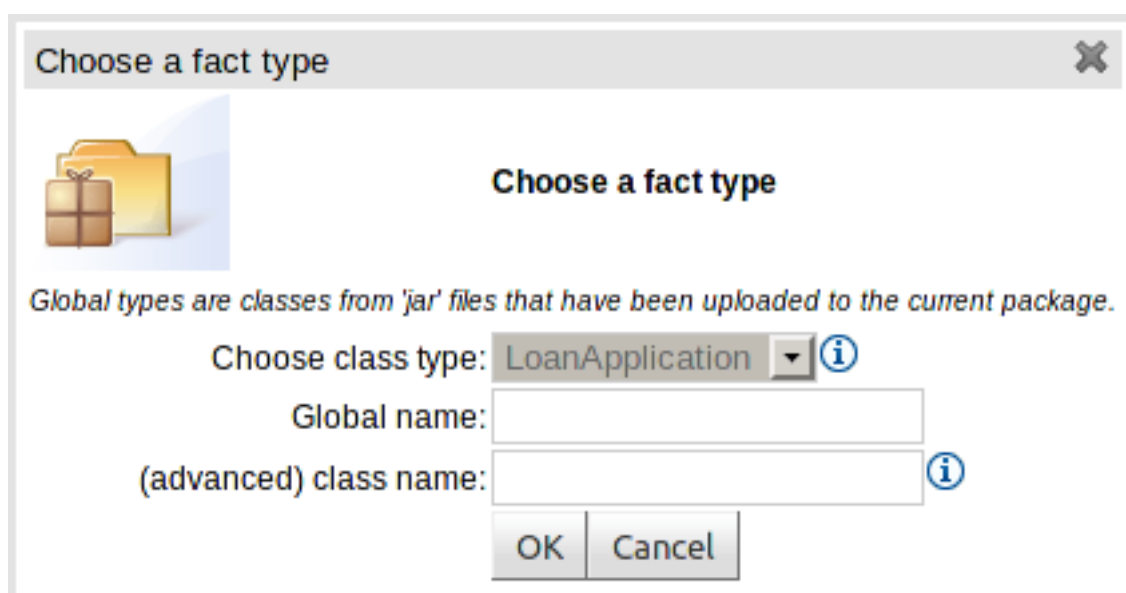 Choose a fact type
Choose a fact type
Global types are classes from 'jar' files that have been uploaded to the current package.
Choose class type: LoanApplication
Global name:
(advanced) class name:
OK Cancel